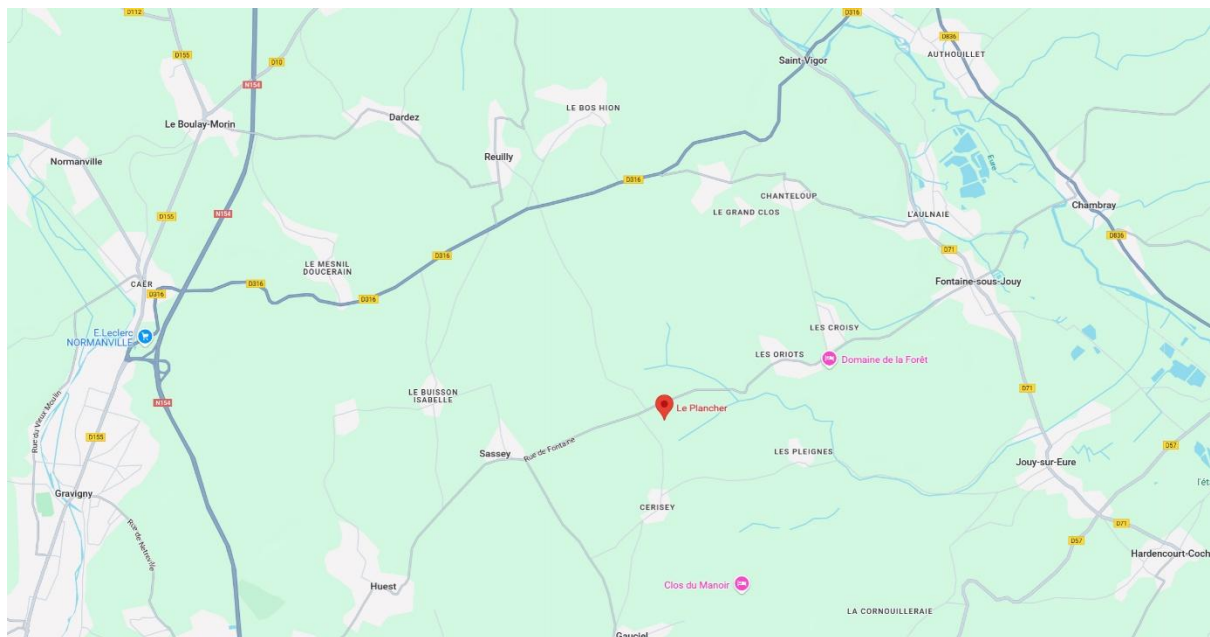 D112
D316
D836
D155
D10
AUTHOUILLET
Saint-Vigor
N154
LE BOS HION
Le Boulay-Morin
Dardez
Normanville
Reuilly
Eure
D316
CHANTELOUP
Chambray
LE GRAND CLOS
L'AULNAIE
D155
N154
D836
D71
LE MESNIL
DOUCERAIN
D316
CAËR
D316
D316
D316
Fontaine-sous-Jouy
E.Leclerc
NORMANVILLE
LES CROISY
LES ORIOTS
Domaine de la Forêt
Rue du Vieux Moulin
LE BUISSON
ISABELLE
D71
N154
Le Plancher
D155
Rue de Fontaine
Sassey
LES PLEIGNES
D57
Jouy-sur-Eure
l'ét
Gravigny
CERISEY
Rue de Netreville
D71
D57
Hardencourt-Coch
Huest
Clos du Manoir
LA CORNOUILLERAIE
Gauciel